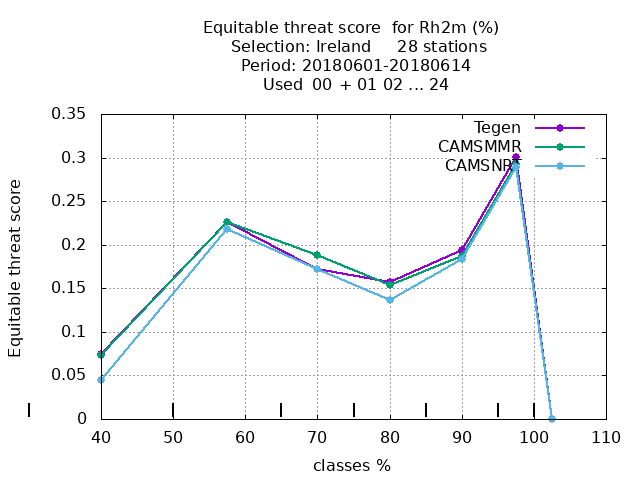 Equitable threat score  for Rh2m (%)
Selection: Ireland     28 stations
Period: 20180601-20180614
Used  00 + 01 02 ... 24
Tegen
CAMSMMR
CAMSNR
Equitable threat score
0.35
0.3
0.25
0.2
0.15
0.1
0.05
0
40 50 60 70 80 90 100 110
classes %